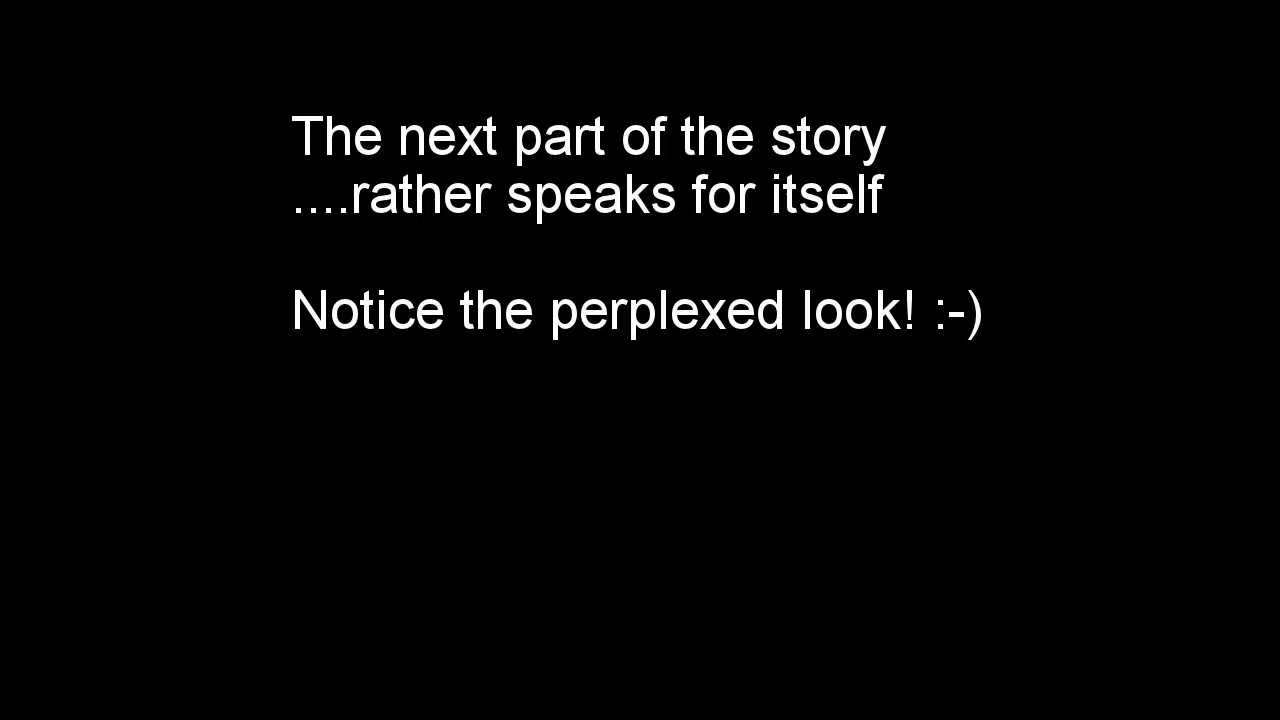 The next part of the story
....rather speaks for itself
Notice the perplexed look! :-)